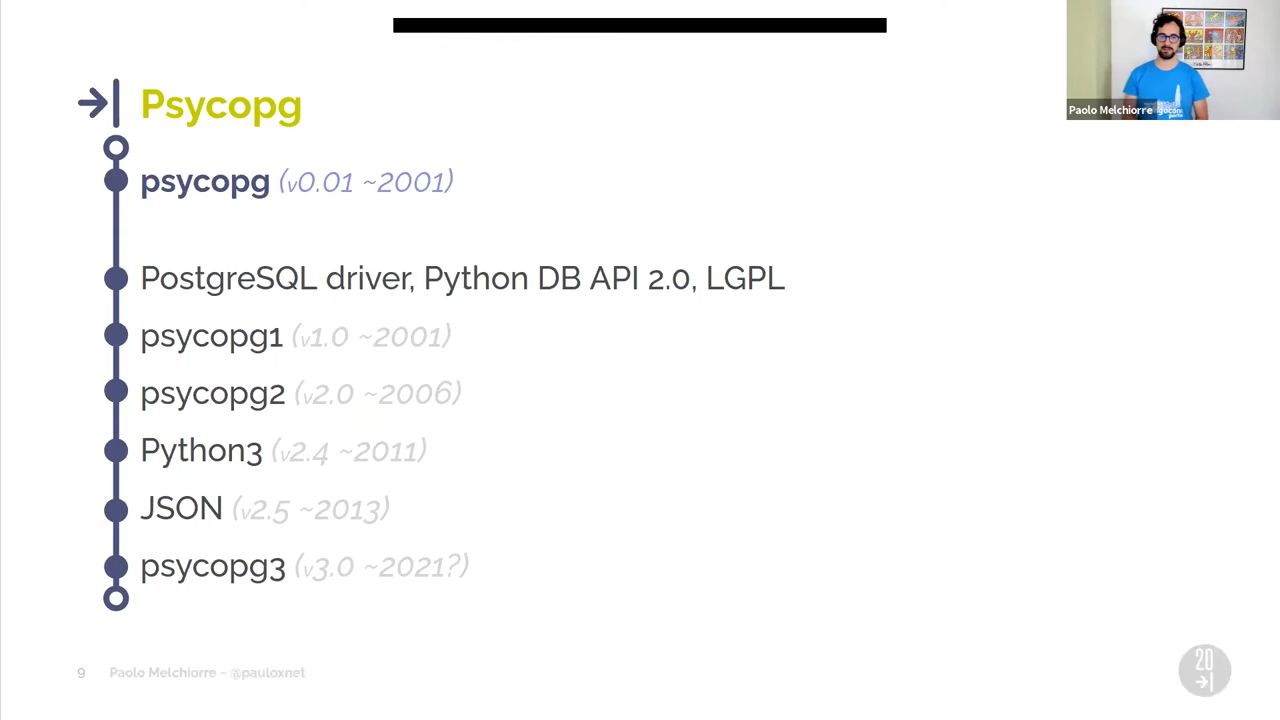 Psycopg
psycopg (v0.01 ~2001)
PostgreSQL driver, Python DB API 2.0, LGPL
psycopg1 (v1.0 ~2001)
psycopg2 (v2.0 ~2006)
Python3 (v2.4 ~2011)
JSON (v2.5 ~2013)
psycopg3 (v3.0 ~2021?)
9 Paolo Melchiorre – @pauloxnet
20
Paolo Melchiorre